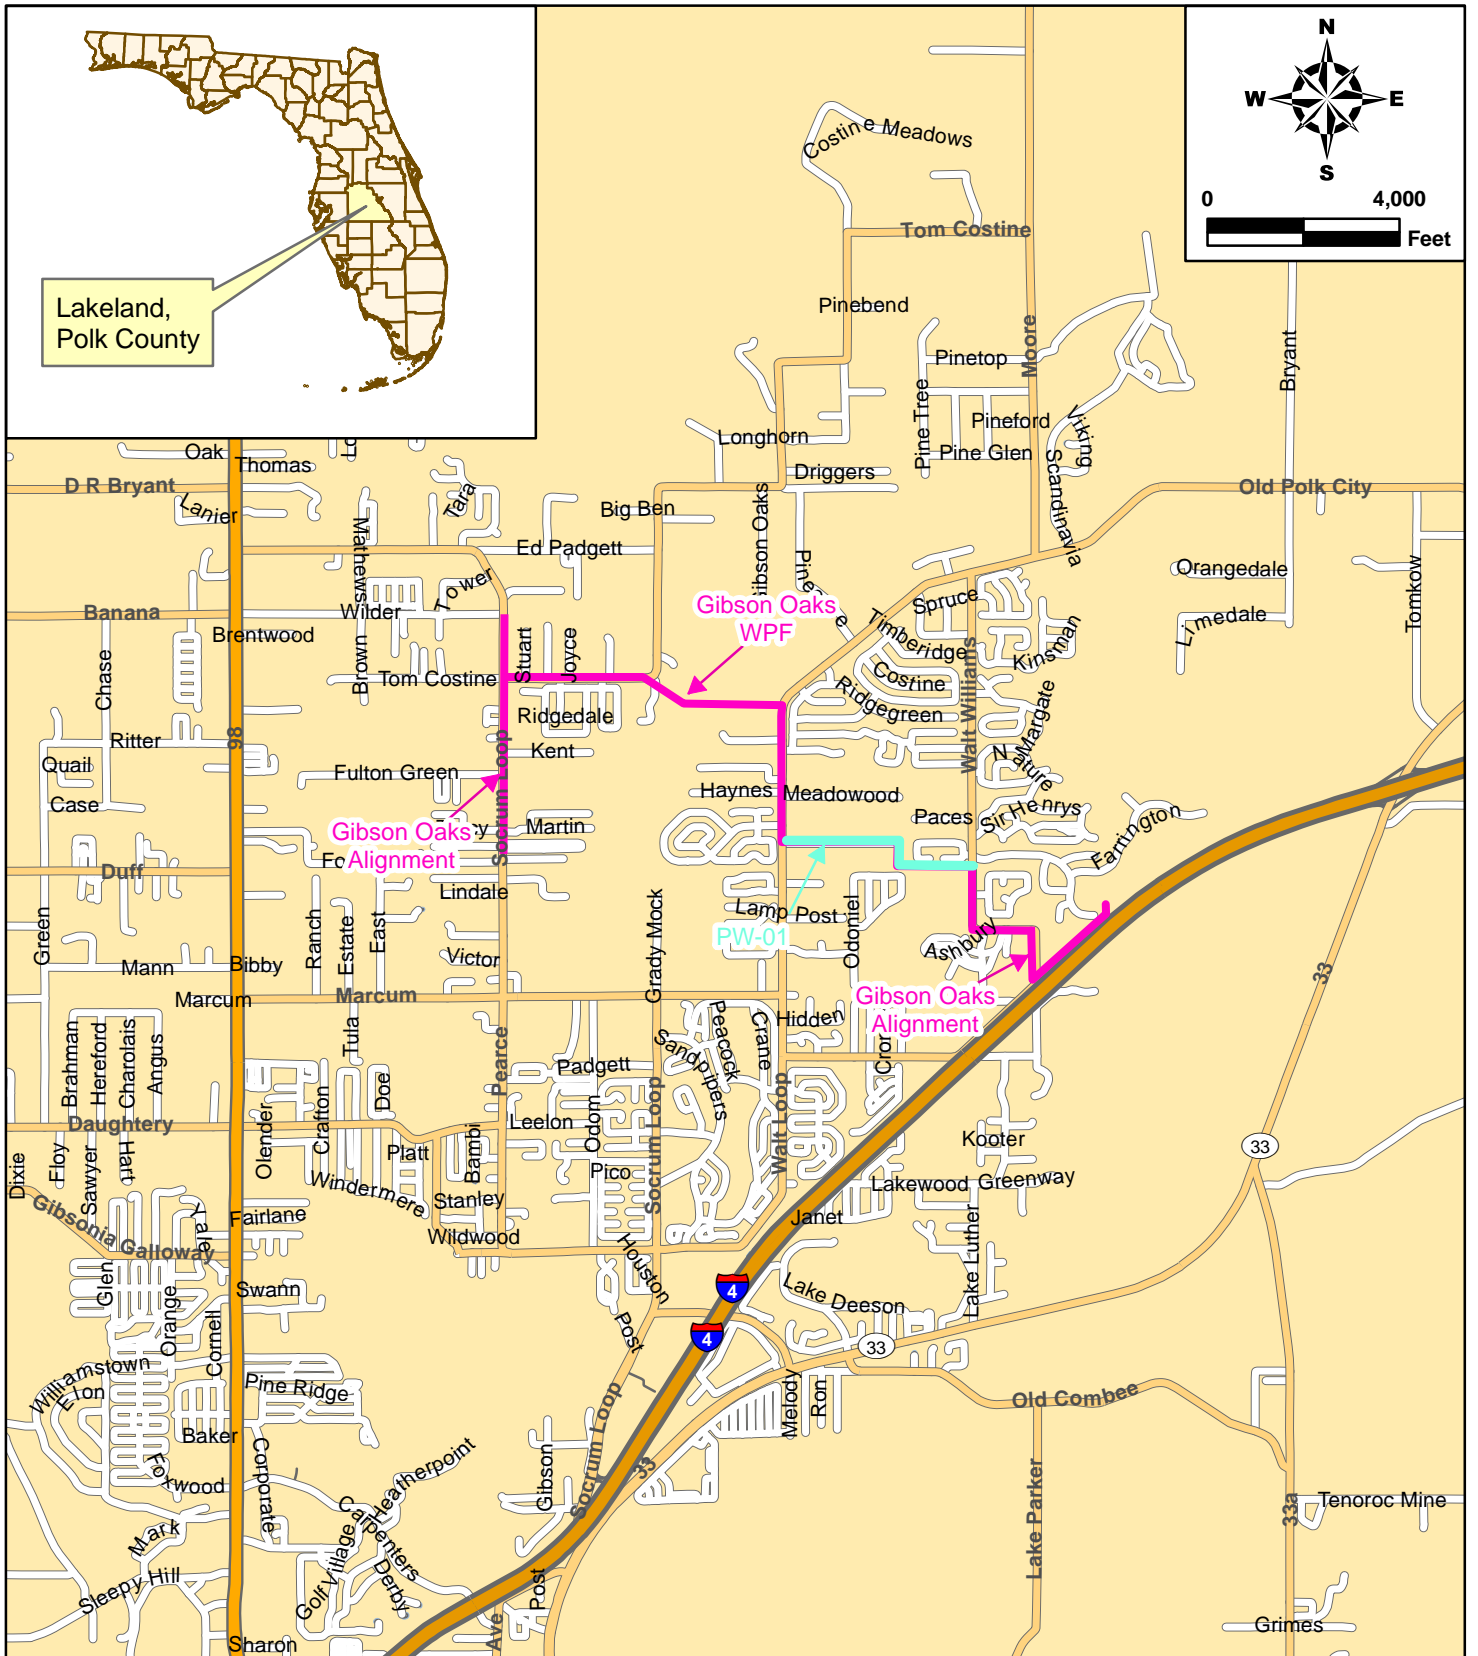 Lakeland,
Polk County
N
W
E
S
0
4,000
Feet
Costine Meadows
Tom Costine
Pinebend
Moore
Pinetop
Bryant
Pine Tree
Pineford
Viking
Longhorn
Pine Glen
Scandinavia
Driggers
Oak
Thomas
D R Bryant
Lanier
Tara
Mathews
Big Ben
Old Polk City
Ed Padgett
Orangedale
Tomkow
Banana
Wilder
Tower
Gibson Oaks
WPF
Spruce
Timberidge
Limedale
Brentwood
Brown
Stuart
Joyce
Kinsman
Chase
Tom Costine
Costine
Ridgegreen
Walt Williams
Margate
Ridgedale
98
Ritter
Kent
Nature
Quail
Fulton Green
Socrum Loop
Case
Haynes
Meadowood
Paces
Sir Henrys
Farrington
Gibson Oaks
Alignment
Martin
Duff
Lindale
Lamp Post
PW-01
Odoniel
Ashbury
Green
Ranch
Estate
East
Grady Mock
Victor
Mann
Bibby
33
Marcum
Marcum
Gibson Oaks
Alignment
Hidden
Brahman
Hereford
Charolais
Angus
Tula
Pearce
Padgett
Sandpipers
Peacock
Crane
Doe
Daughtery
Olender
Crafton
Leelon
Odom
Socrum Loop
Walt Loop
Kooter
33
Dixie
Floy
Sawyer
Hart
Platt
Bambi
Pico
Windermere
Stanley
Lakewood
Greenway
Gibsonia Galloway
Yale
Fairlane
Wildwood
Janet
Lake Luther
Houston
Glen
Orange
Swann
4
Lake Deeson
Cornell
Post
4
33
Williamstown
Elon
Pine Ridge
Melody
Ron
Old Combee
Baker
Foxwood
Corporate
Heatherpoint
Gibson
Socrum Loop
33
Lake Parker
33a
Tenoroc Mine
Mark
Carpenters
Golf Village
Derby
Sleepy Hill
Post
Sharon
Ave
Grimes